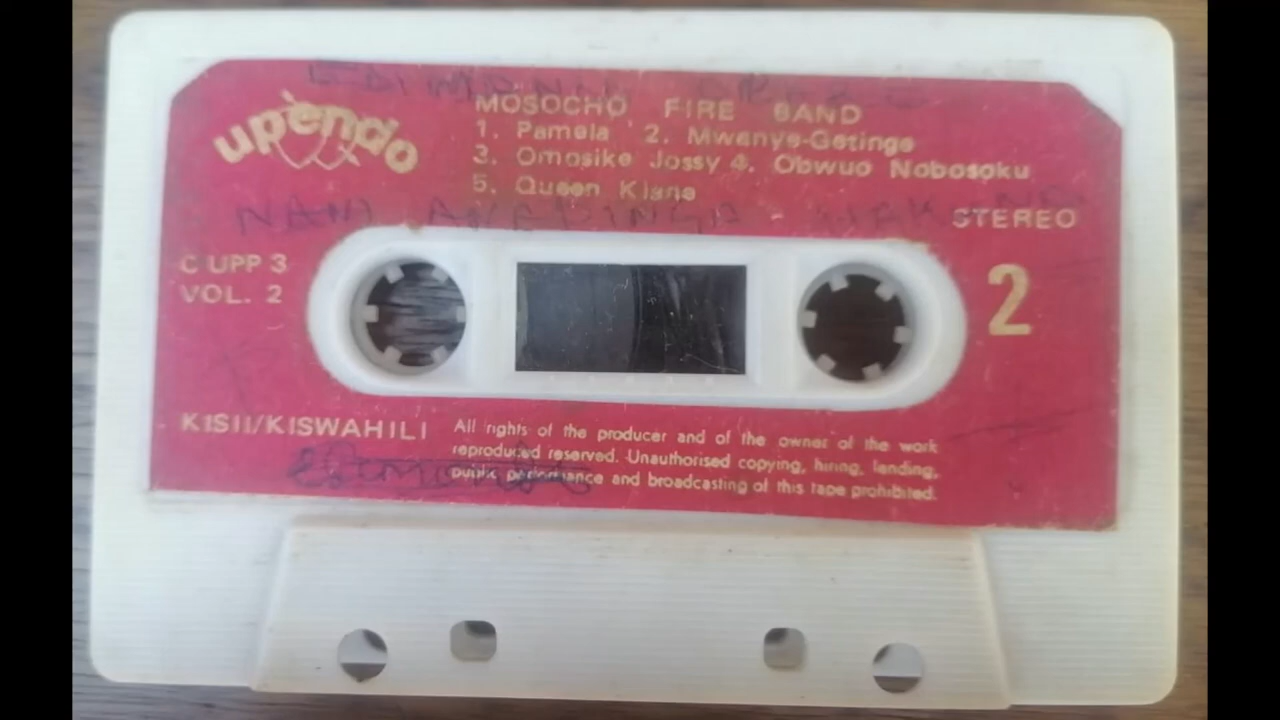 upendo
MOSOCHO FIRE BAND
1. Pamela 2. Mwanya-Getinge
3. Omosike Jossy 4. Obwuo Nobosoku
5. Queen Kiana
STEREO
C UPP 3
VOL. 2
2
KISII/KISWAHILI
All rights of the producer and of the owner of the work
reproduced reserved. Unauthorised copying, hiring, lending,
public performance and broadcasting of this tape prohibited.